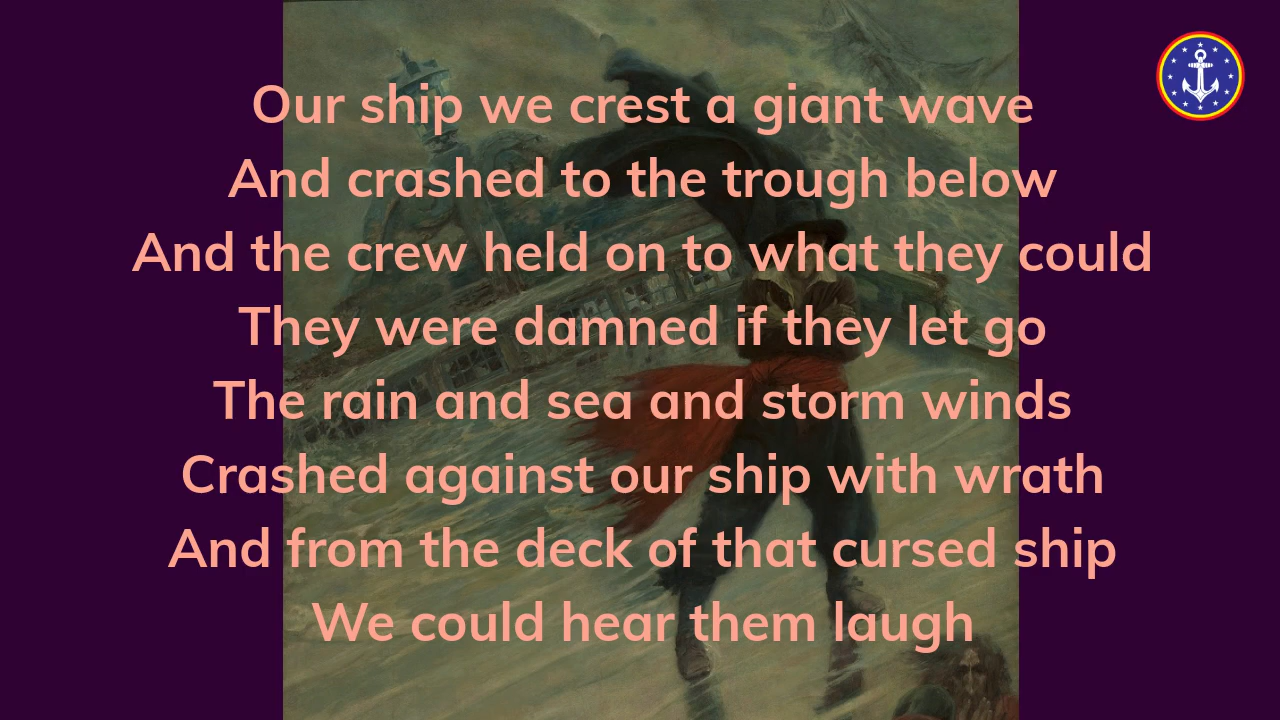 Our ship we crest a giant wave
And crashed to the trough below
And the crew held on to what they could
They were damned if they let go
The rain and sea and storm winds
Crashed against our ship with wrath
And from the deck of that cursed ship
We could hear them laugh